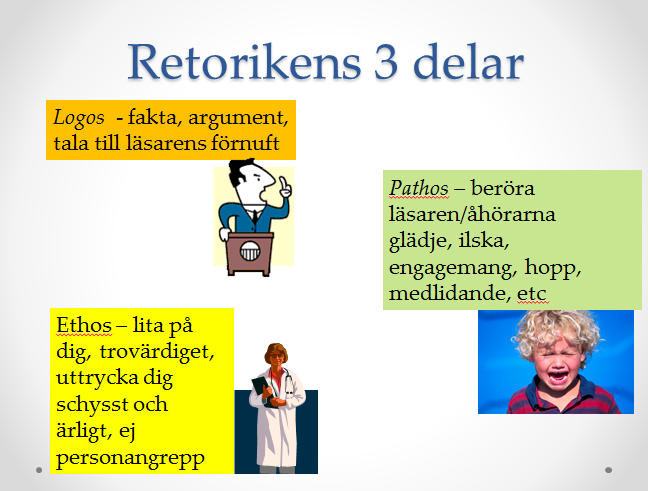 Retorikens 3 delar
Logos - fakta, argument,
tala till läsarens förnuft
Pathos – beröra
läsaren/åhörarna
glädje, ilska,
engagemang, hopp,
medlidande, etc
Ethos – lita på
dig, trovärdiget,
uttrycka dig
schysst och
ärligt, ej
personangrepp